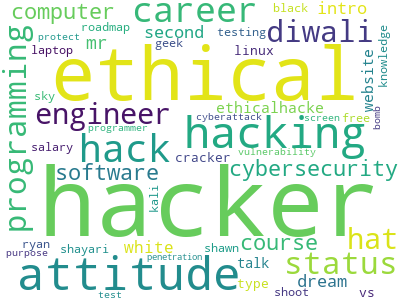 computer
career
roadmap
black
intro
mr
second
protect
testing
diwali
laptop
geek
linux
ethical
programming
sky
website
knowledge
engineer
ethicalhacke
screen
free
salary
cyberattack
bomb
programmer
hack
hacking
cracker
vulnerability
software
cybersecurity
hacker
kali
ryan
shayari
white
shawn
course
hat
purpose
penetration
talk
status
attitude
type
dream
test
shoot
vs